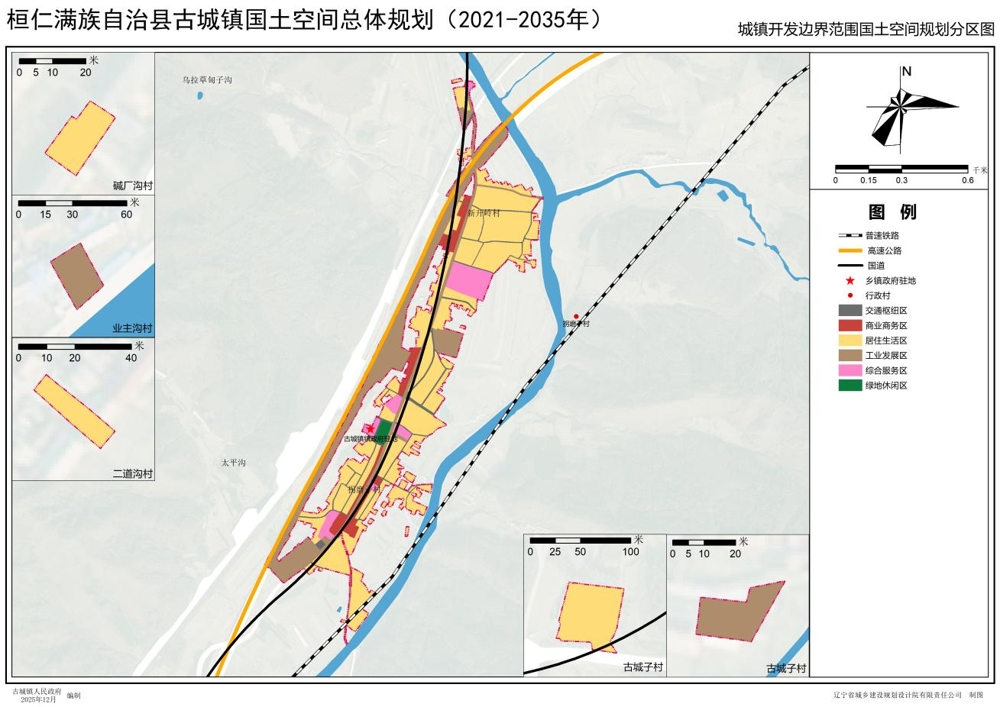 桓仁满族自治县古城镇国土空间总体规划（2021-2035年）
城镇开发边界范围国土空间规划分区图
米
0 5 10 20
碱厂沟村
米
0 15 30 60
业主沟村
米
0 10 20 40
二道沟村
乌拉草甸子沟
新开岭村
拐磨子村
古城镇镇政府驻地
太平沟
拐磨子村
米
0 25 50 100
古城子村
米
0 5 10 20
古城子村
N
千米
0 0.15 0.3 0.6
图 例
普速铁路
高速公路
国道
乡镇政府驻地
行政村
交通枢纽区
商业商务区
居住生活区
工业发展区
综合服务区
绿地休闲区
古城镇人民政府
2025年12月 编制
辽宁省城乡建设规划设计院有限责任公司 制图